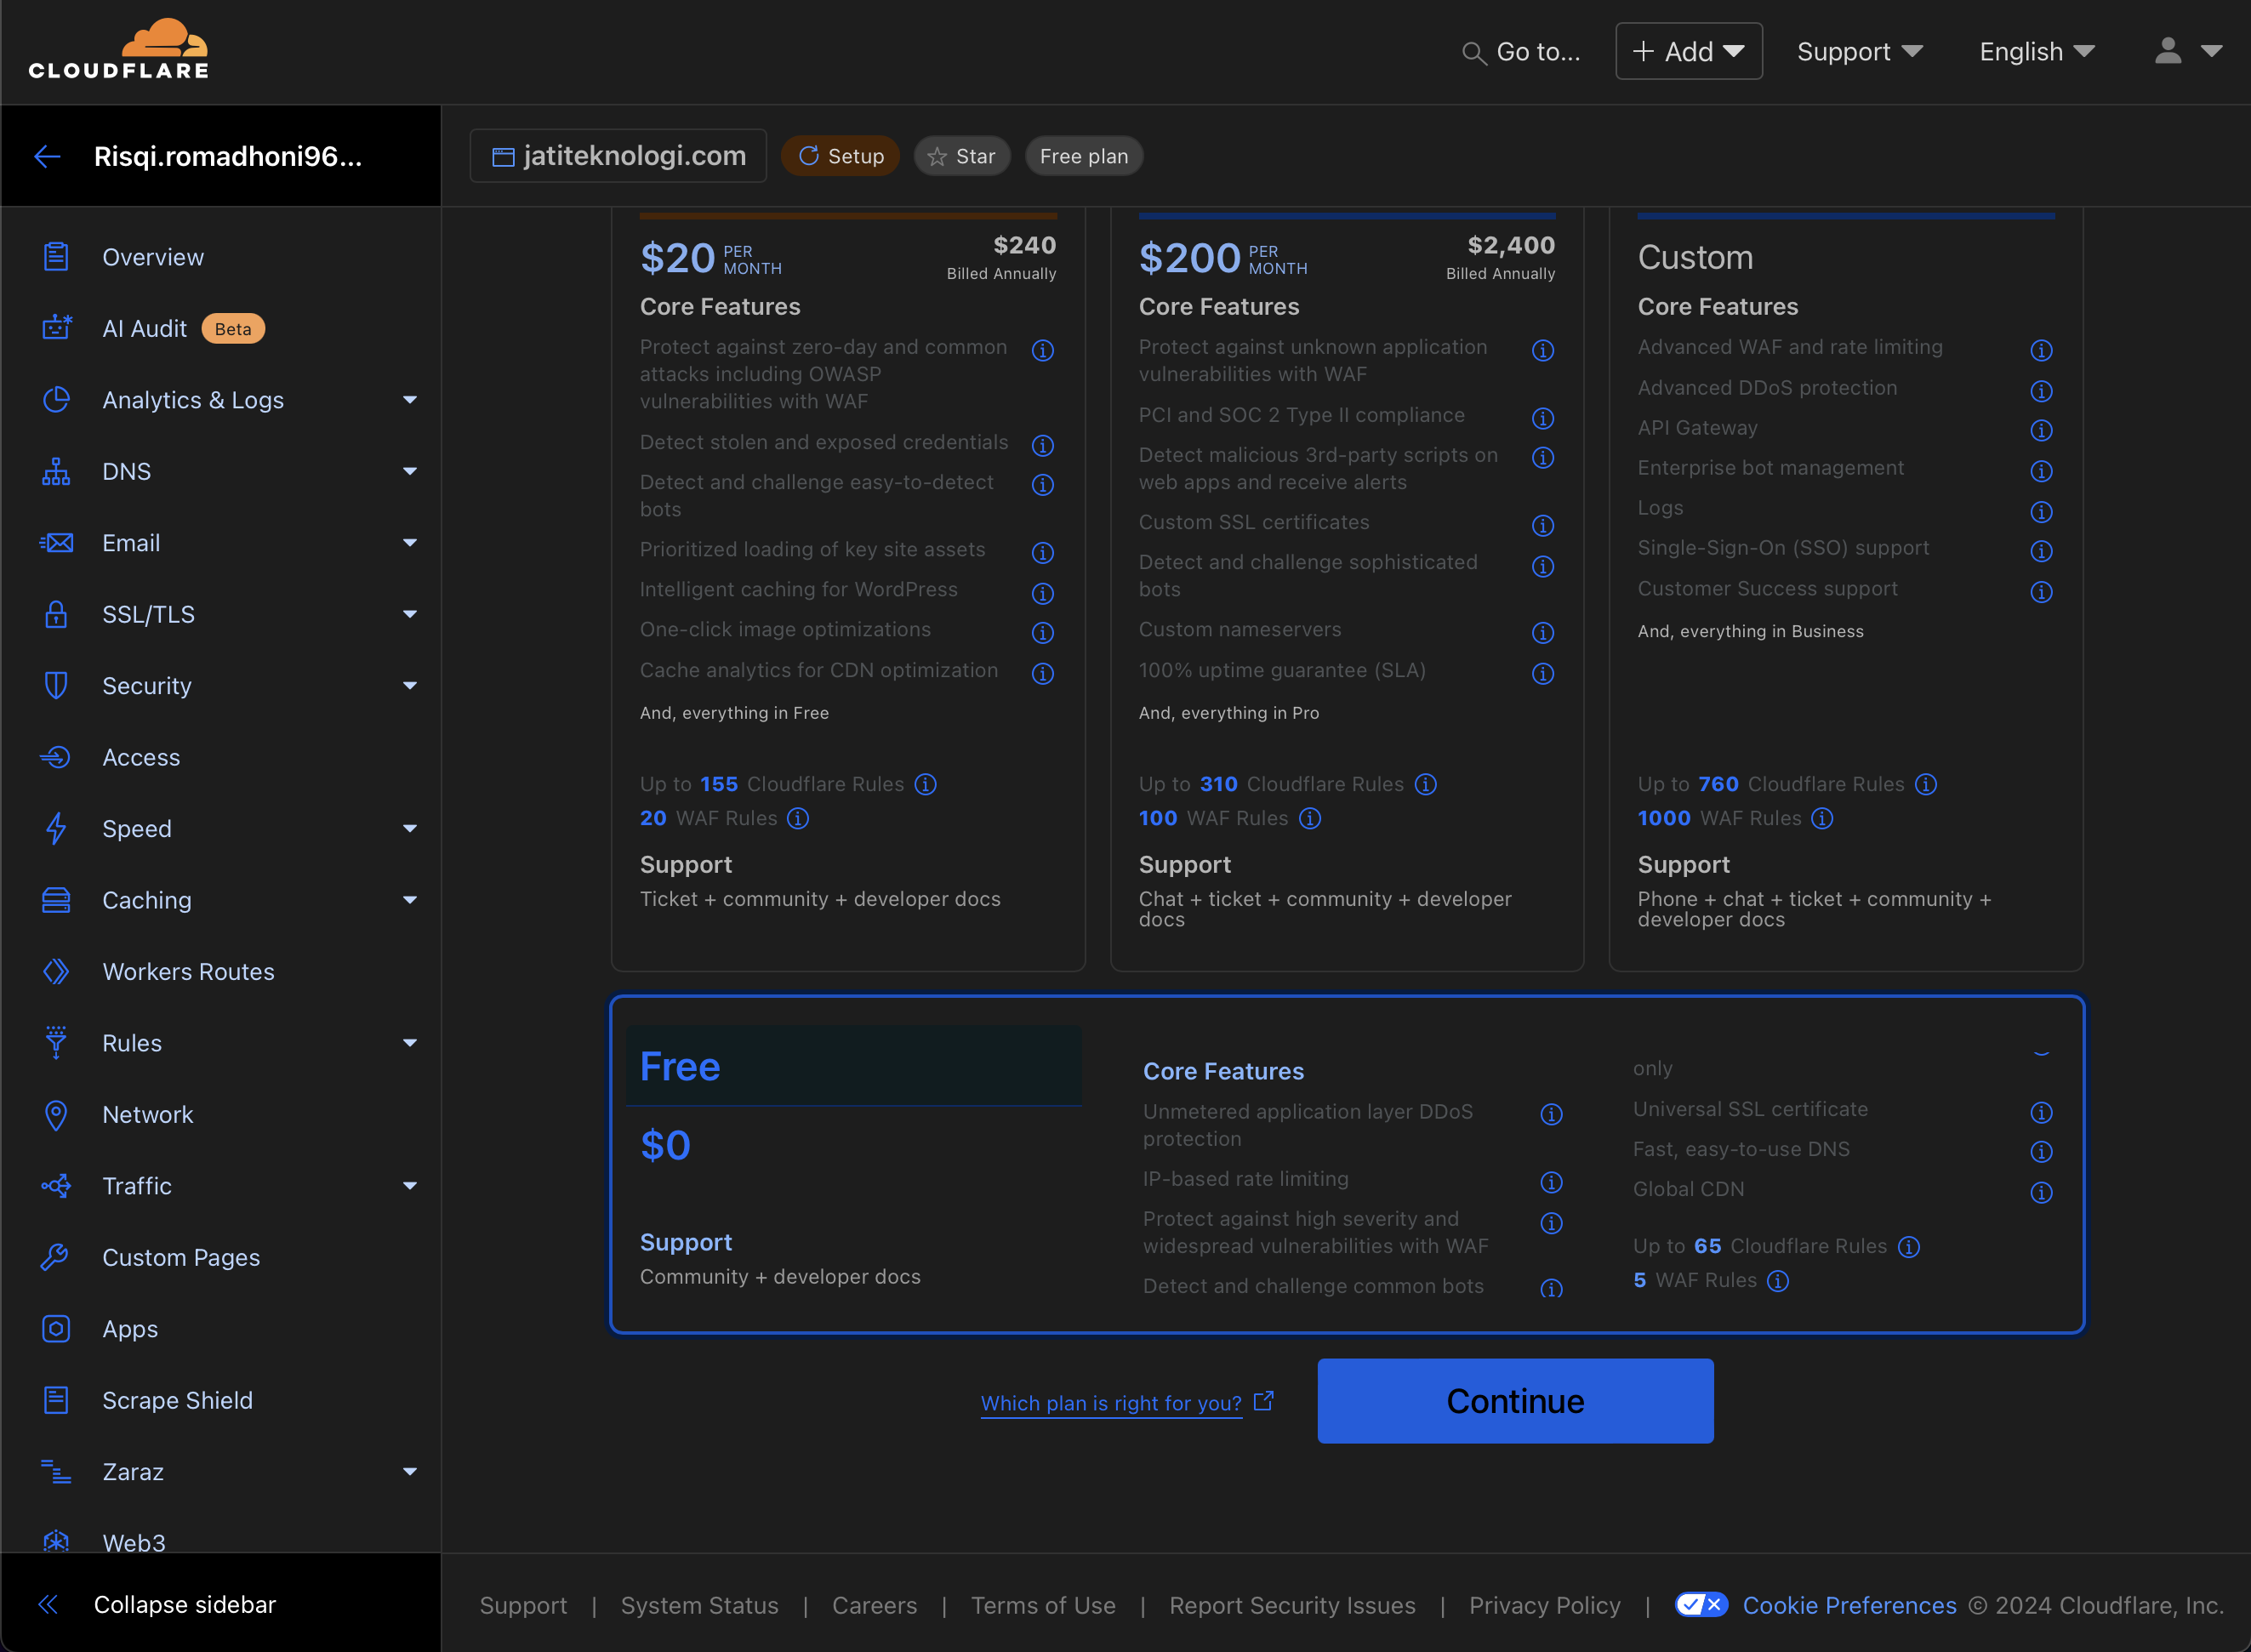 CLOUDFLARE
Go to...
+ Add
Support
English
Risqi.romadhoni96...
jatiteknologi.com
Setup
Star
Free plan
Overview
AI Audit Beta
Analytics & Logs
DNS
Email
SSL/TLS
Security
Access
Speed
Caching
Workers Routes
Rules
Network
Traffic
Custom Pages
Apps
Scrape Shield
Zaraz
Web3
Collapse sidebar
$20 PER MONTH
$240
Billed Annually
Core Features
Protect against zero-day and common
attacks including OWASP
vulnerabilities with WAF
Detect stolen and exposed credentials
Detect and challenge easy-to-detect
bots
Prioritized loading of key site assets
Intelligent caching for WordPress
One-click image optimizations
Cache analytics for CDN optimization
And, everything in Free
Up to 155 Cloudflare Rules
20 WAF Rules
Support
Ticket + community + developer docs
$200 PER MONTH
$2,400
Billed Annually
Core Features
Protect against unknown application
vulnerabilities with WAF
PCI and SOC 2 Type II compliance
Detect malicious 3rd-party scripts on
web apps and receive alerts
Custom SSL certificates
Detect and challenge sophisticated
bots
Custom nameservers
100% uptime guarantee (SLA)
And, everything in Pro
Up to 310 Cloudflare Rules
100 WAF Rules
Support
Chat + ticket + community + developer
docs
Custom
Core Features
Advanced WAF and rate limiting
Advanced DDoS protection
API Gateway
Enterprise bot management
Logs
Single-Sign-On (SSO) support
Customer Success support
And, everything in Business
Up to 760 Cloudflare Rules
1000 WAF Rules
Support
Phone + chat + ticket + community +
developer docs
Free
$0
Support
Community + developer docs
Core Features
Unmetered application layer DDoS
protection
IP-based rate limiting
Protect against high severity and
widespread vulnerabilities with WAF
Detect and challenge common bots
only
Universal SSL certificate
Fast, easy-to-use DNS
Global CDN
Up to 65 Cloudflare Rules
5 WAF Rules
Which plan is right for you?
Continue
Support | System Status | Careers | Terms of Use | Report Security Issues | Privacy Policy | Cookie Preferences © 2024 Cloudflare, Inc.